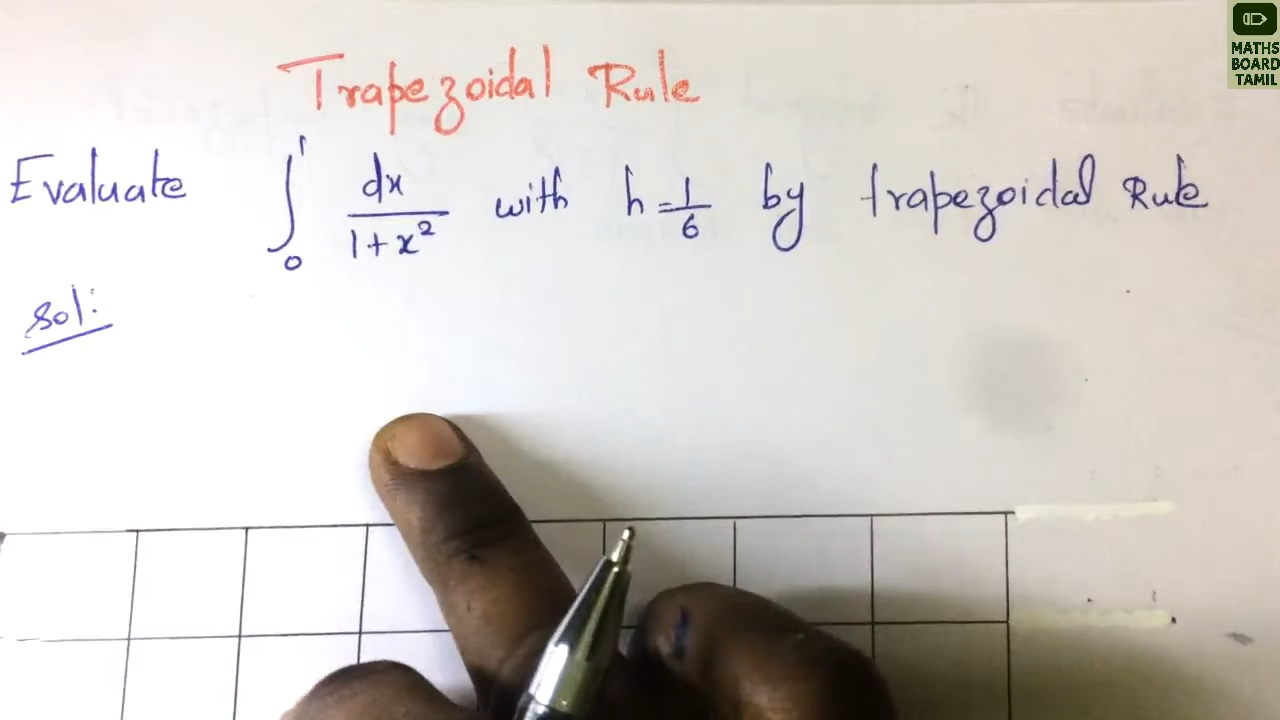 MATHS
BOARD
TAMIL
Trapezoidal Rule
Evaluate ∫₀¹ dx/(1+x²) with h=1/6 by trapezoidal Rule
Sol: